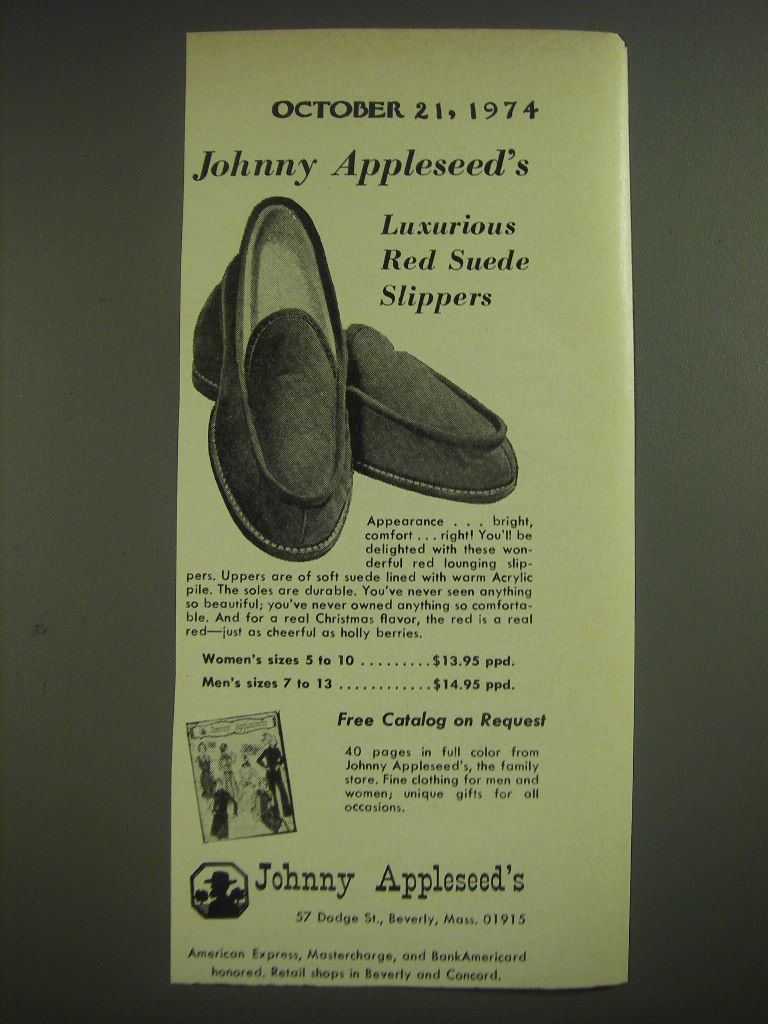 OCTOBER 21, 1974
Johnny Appleseed's
Luxurious
Red Suede
Slippers
Appearance . . . bright,
comfort . . . right! You'll be
delighted with these won-
derful red lounging slip-
pers. Uppers are of soft suede lined with warm Acrylic
pile. The soles are durable. You've never seen anything
so beautiful; you've never owned anything so comforta-
ble. And for a real Christmas flavor, the red is a real
red—just as cheerful as holly berries.
Women's sizes 5 to 10 . . . . . . . . . $13.95 ppd.
Men's sizes 7 to 13 . . . . . . . . . . . . $14.95 ppd.
Free Catalog on Request
40 pages in full color from
Johnny Appleseed's, the family
store. Fine clothing for men and
women; unique gifts for all
occasions.
Johnny Appleseed's
Johnny Appleseed's
57 Dodge St., Beverly, Mass. 01915
American Express, Mastercharge, and BankAmericard
honored. Retail shops in Beverly and Concord.